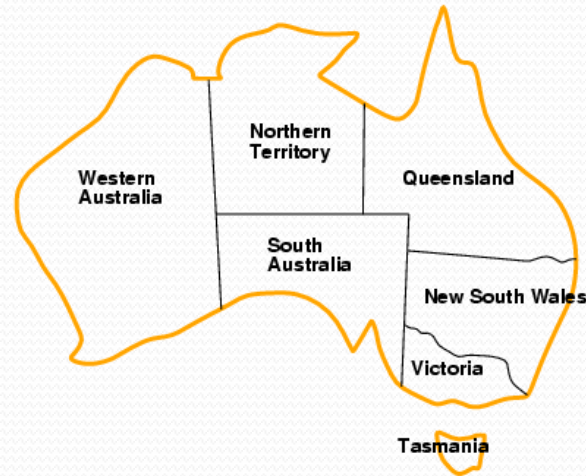 Northern
Territory
Western
Australia
Queensland
South
Australia
New South Wales
Victoria
Tasmania